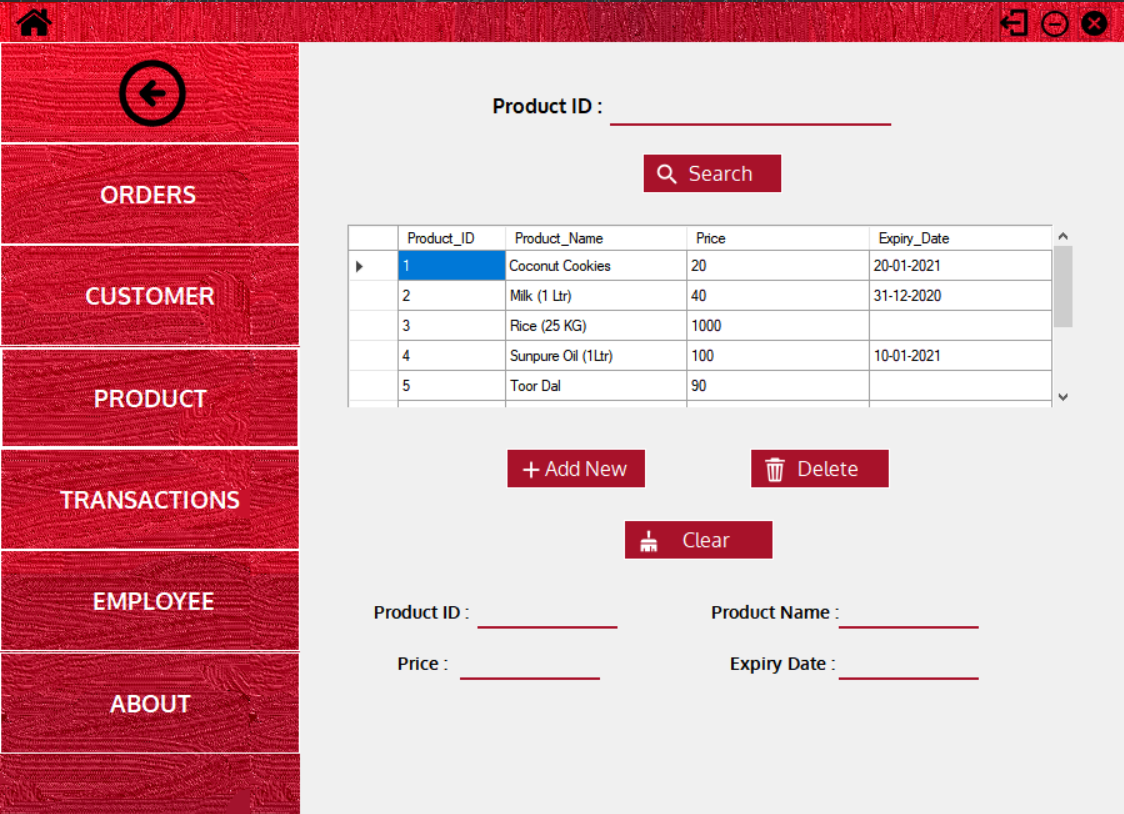 Product ID :
Search
ORDERS
CUSTOMER
PRODUCT
TRANSACTIONS
EMPLOYEE
ABOUT
Product_ID Product_Name Price Expiry_Date
1 Coconut Cookies 20 20-01-2021
2 Milk (1 Ltr) 40 31-12-2020
3 Rice (25 KG) 1000
4 Sunpure Oil (1Ltr) 100 10-01-2021
5 Toor Dal 90
Add New Delete
Clear
Product ID : Product Name :
Price : Expiry Date :